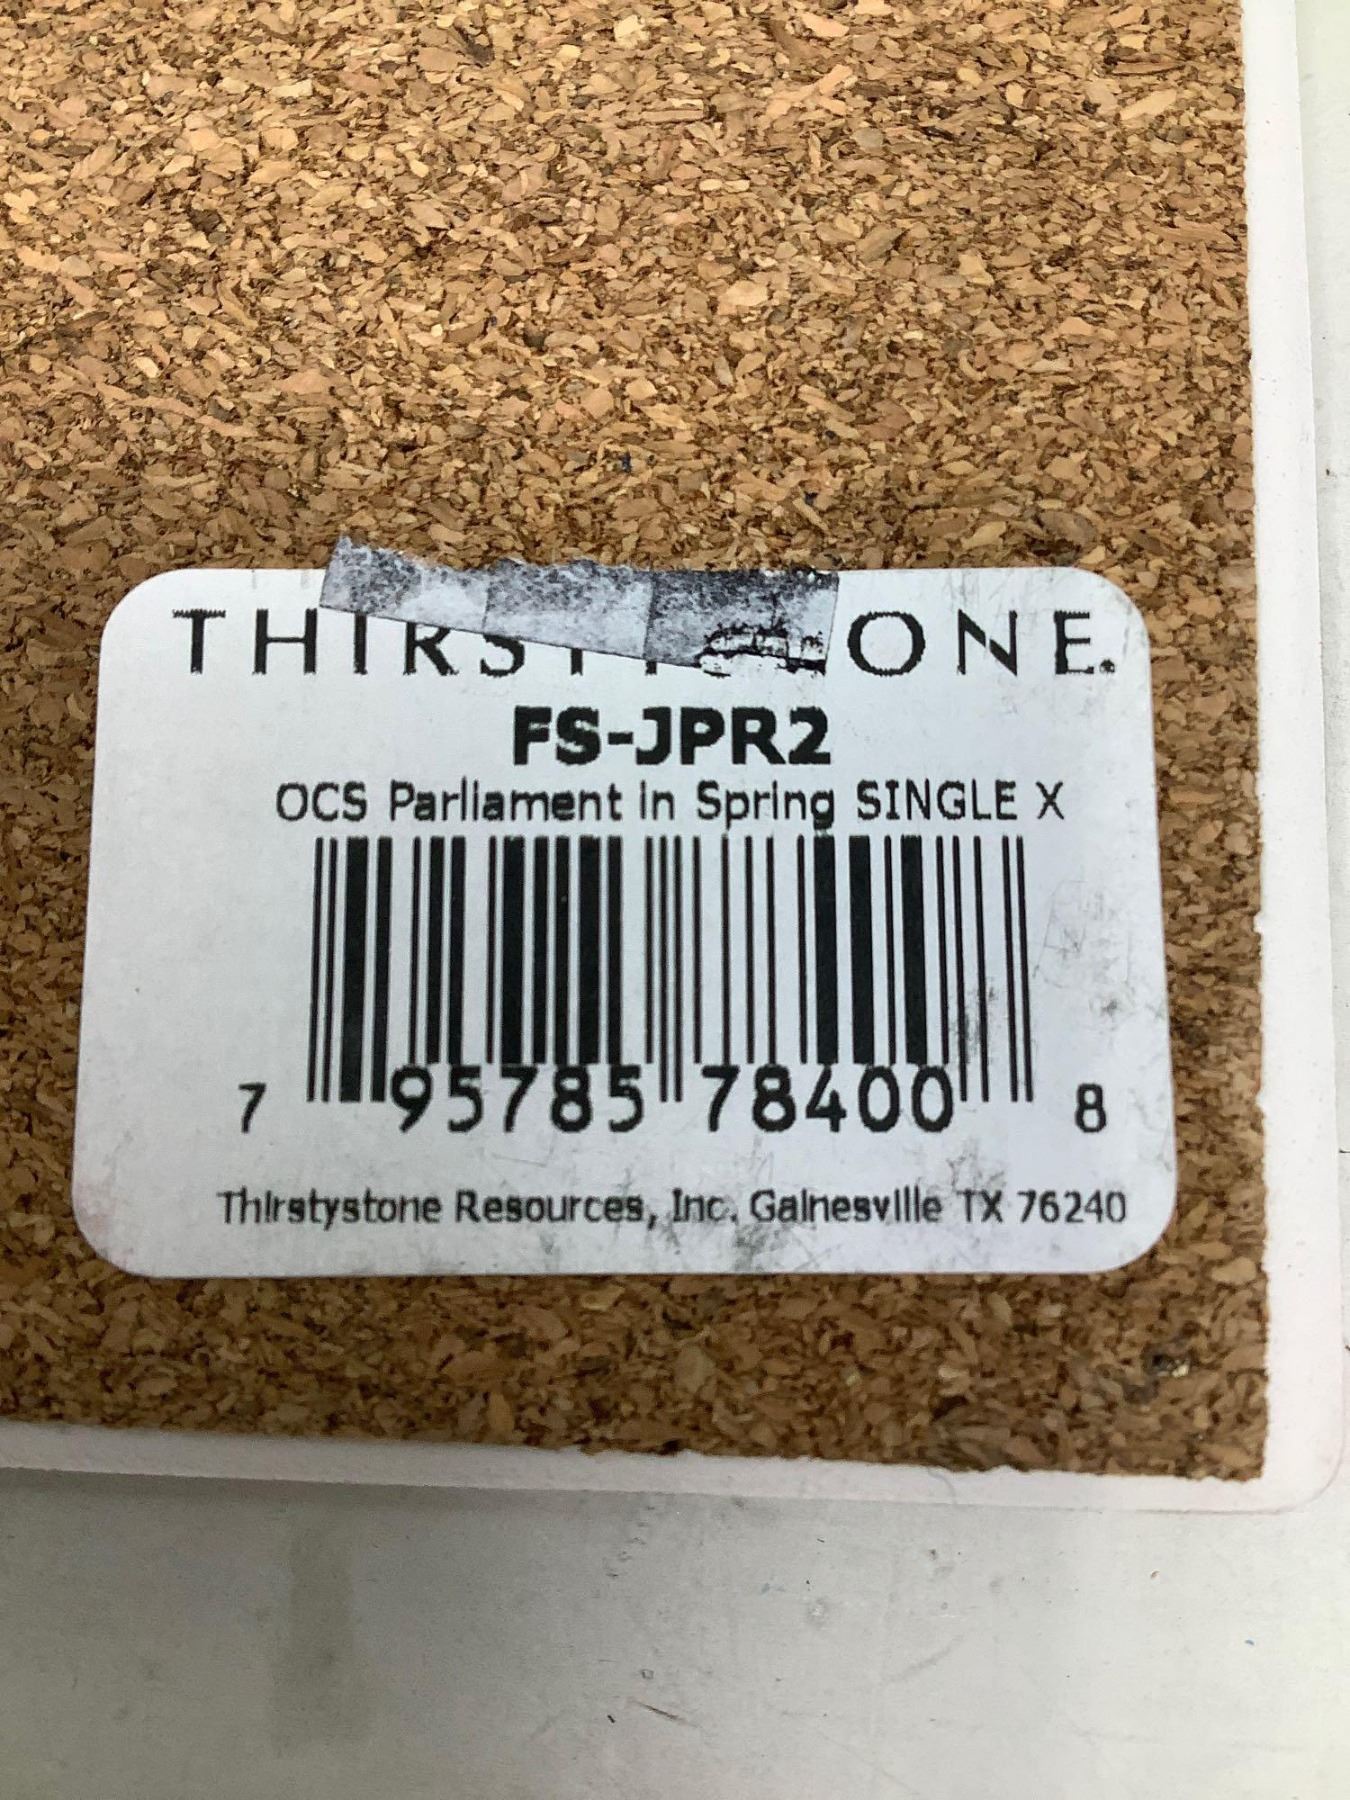 THIRSTYSTONE.
FS-JPR2
OCS Parliament in Spring SINGLE X
7 95785 78400 8
Thirstystone Resources, Inc. Gainesville TX 76240